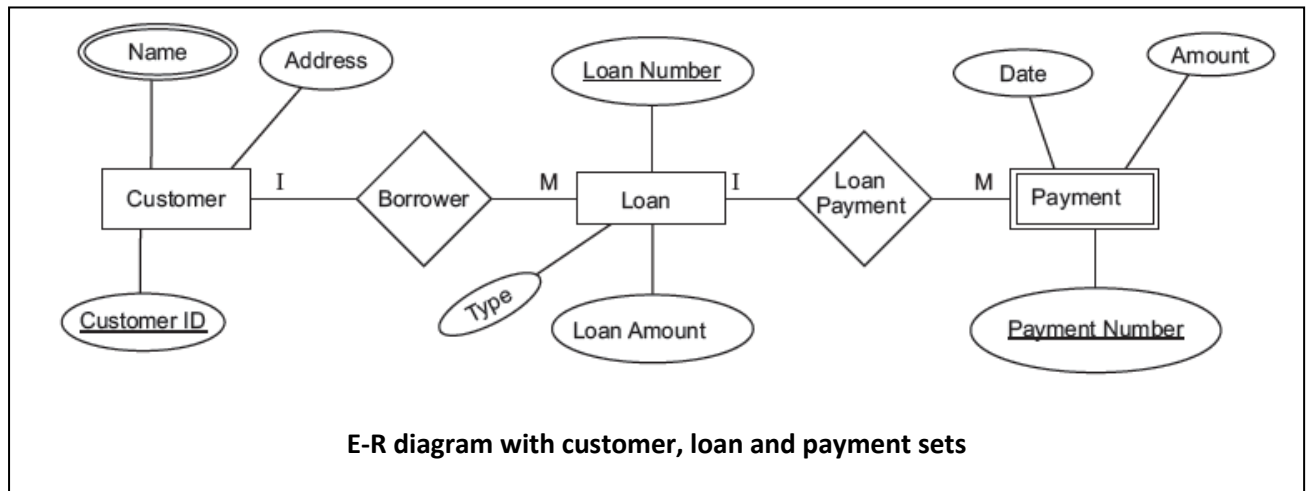 Name
Address
Loan Number
Date
Amount
Customer
I
Borrower
M
Loan
I
Loan
Payment
M
Payment
Customer ID
Type
Loan Amount
Payment Number
E-R diagram with customer, loan and payment sets